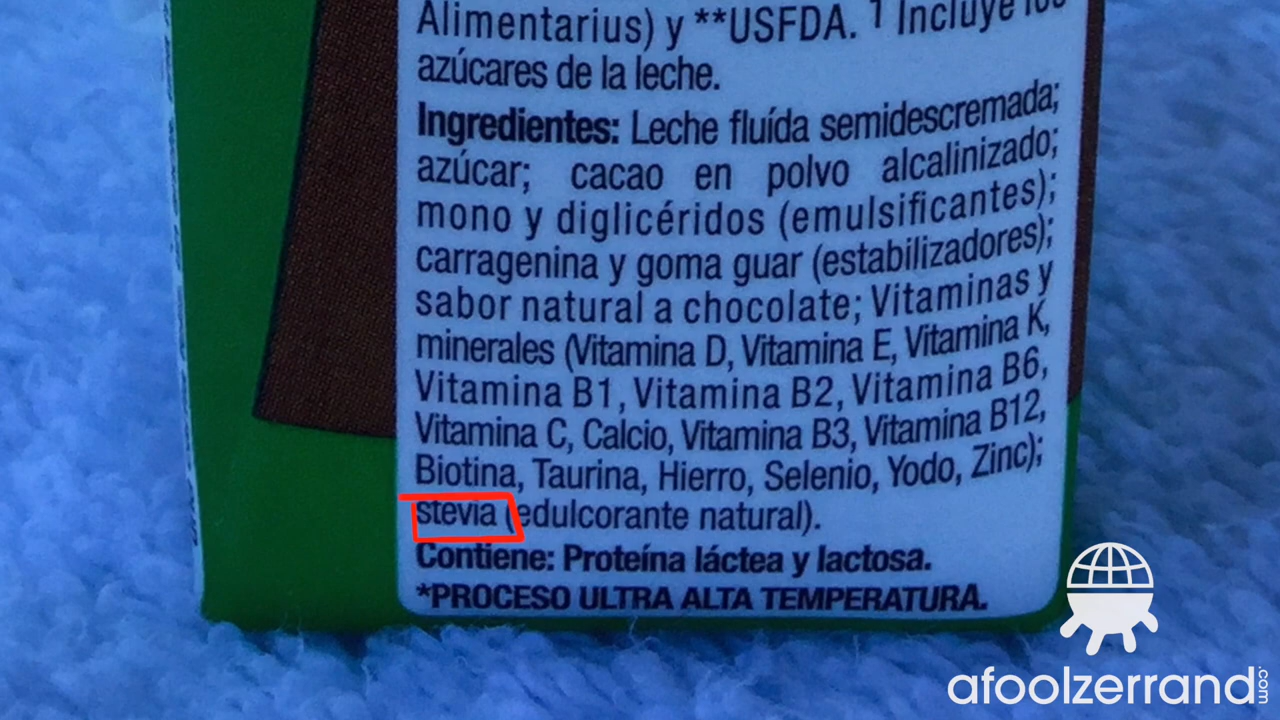 Alimentarius) y **USFDA. ¹ Incluye los
azúcares de la leche.
Ingredientes: Leche fluída semidescremada;
azúcar; cacao en polvo alcalinizado;
mono y diglicéridos (emulsificantes);
carragenina y goma guar (estabilizadores);
sabor natural a chocolate; Vitaminas y
minerales (Vitamina D, Vitamina E, Vitamina K,
Vitamina B1, Vitamina B2, Vitamina B6,
Vitamina C, Calcio, Vitamina B3, Vitamina B12,
Biotina, Taurina, Hierro, Selenio, Yodo, Zinc);
stevia (edulcorante natural).
Contiene: Proteína láctea y lactosa.
*PROCESO ULTRA ALTA TEMPERATURA.
afoolzerrand.com